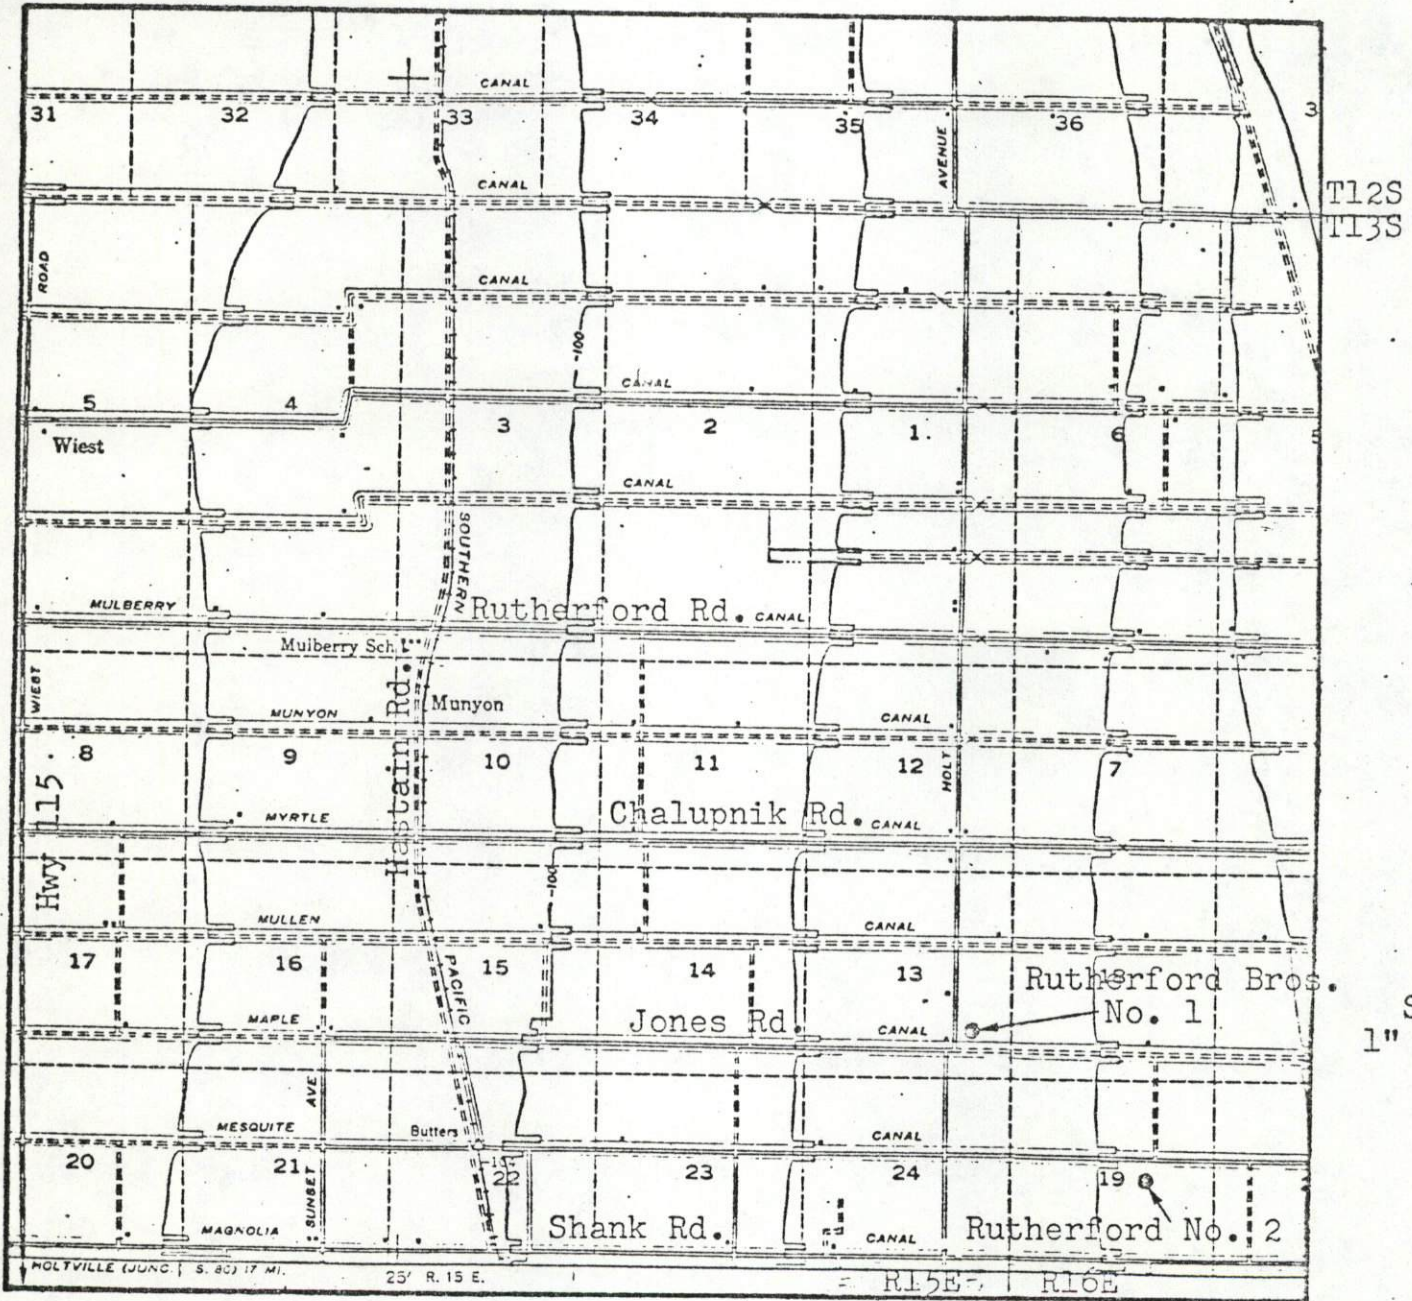 CANAL
31 32 33 34 35 36 3
AVENUE
CANAL
T12S
T13S
ROAD
CANAL
-100-
CANAL
5 4 3 2 1. 6 5
Wiest
CANAL
SOUTHERN
MULBERRY Rutherford Rd. CANAL
Mulberry Sch.
WIEST
Hastain Rd.
Munyon
MUNYON CANAL
8 9 10 11 12 7
HOLT
Hwy 115
Chalupnik Rd.
MYRTLE CANAL
-100-
MULLEN CANAL
17 16 15 14 13 18
PACIFIC
Rutherford Bros.
No. 1
S
1"
MAPLE Jones Rd. CANAL
AVE
MESQUITE Butters CANAL
20 21 22 23 24 19
SUNSET
MAGNOLIA Shank Rd. CANAL Rutherford No. 2
HOLTVILLE (JUNC. S. 80) 17 MI.
25' R. 15 E.
R15E R16E